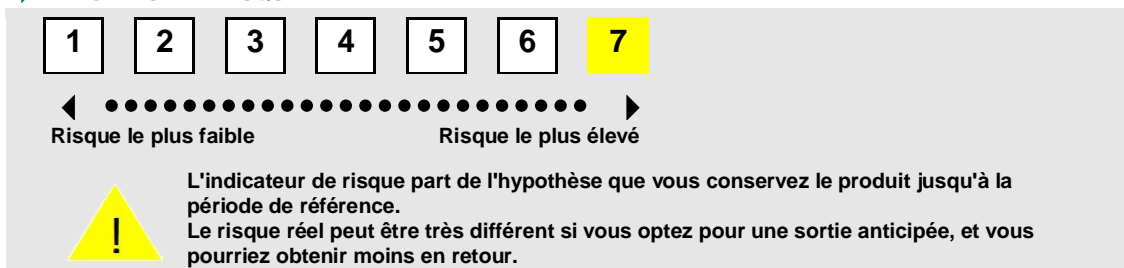 1 2 3 4 5 6 7
Risque le plus faible Risque le plus élevé
L'indicateur de risque part de l'hypothèse que vous conservez le produit jusqu'à la
période de référence.
! Le risque réel peut être très différent si vous optez pour une sortie anticipée, et vous
pourriez obtenir moins en retour.